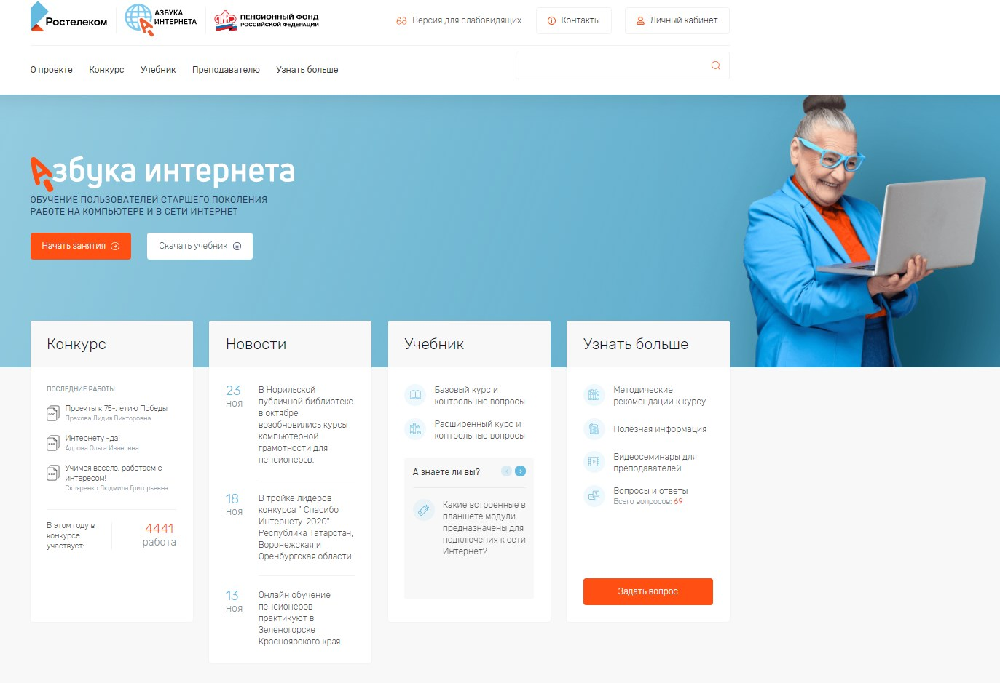 Ростелеком
АЗБУКА
ИНТЕРНЕТА
ПЕНСИОННЫЙ ФОНД
РОССИЙСКОЙ ФЕДЕРАЦИИ
Версия для слабовидящих
Контакты
Личный кабинет
О проекте
Конкурс
Учебник
Преподавателю
Узнать больше
Азбука интернета
ОБУЧЕНИЕ ПОЛЬЗОВАТЕЛЕЙ СТАРШЕГО ПОКОЛЕНИЯ
РАБОТЕ НА КОМПЬЮТЕРЕ И В СЕТИ ИНТЕРНЕТ
Начать занятия
Скачать учебник
Конкурс
ПОСЛЕДНИЕ РАБОТЫ
DOC
Проекты к 75-летию Победы
Прахова Лидия Викторовна
DOC
Интернету -да!
Адрова Ольга Ивановна
DOC
Учимся весело, работаем с
интересом!
Скляренко Людмила Григорьевна
В этом году в
конкурсе
участвует:
4441
работа
Новости
23
НОЯ
В Норильской
публичной библиотеке
в октябре
возобновились курсы
компьютерной
грамотности для
пенсионеров.
18
НОЯ
В тройке лидеров
конкурса " Спасибо
Интернету-2020"
Республика Татарстан,
Воронежская и
Оренбургская области
13
НОЯ
Онлайн обучение
пенсионеров
практикуют в
Зеленогорске
Красноярского края.
Учебник
Базовый курс и
контрольные вопросы
Расширенный курс и
контрольные вопросы
А знаете ли вы?
Какие встроенные в
планшете модули
предназначены для
подключения к сети
Интернет?
Узнать больше
Методические
рекомендации к курсу
Полезная информация
Видеосеминары для
преподавателей
Вопросы и ответы
Всего вопросов: 69
Задать вопрос